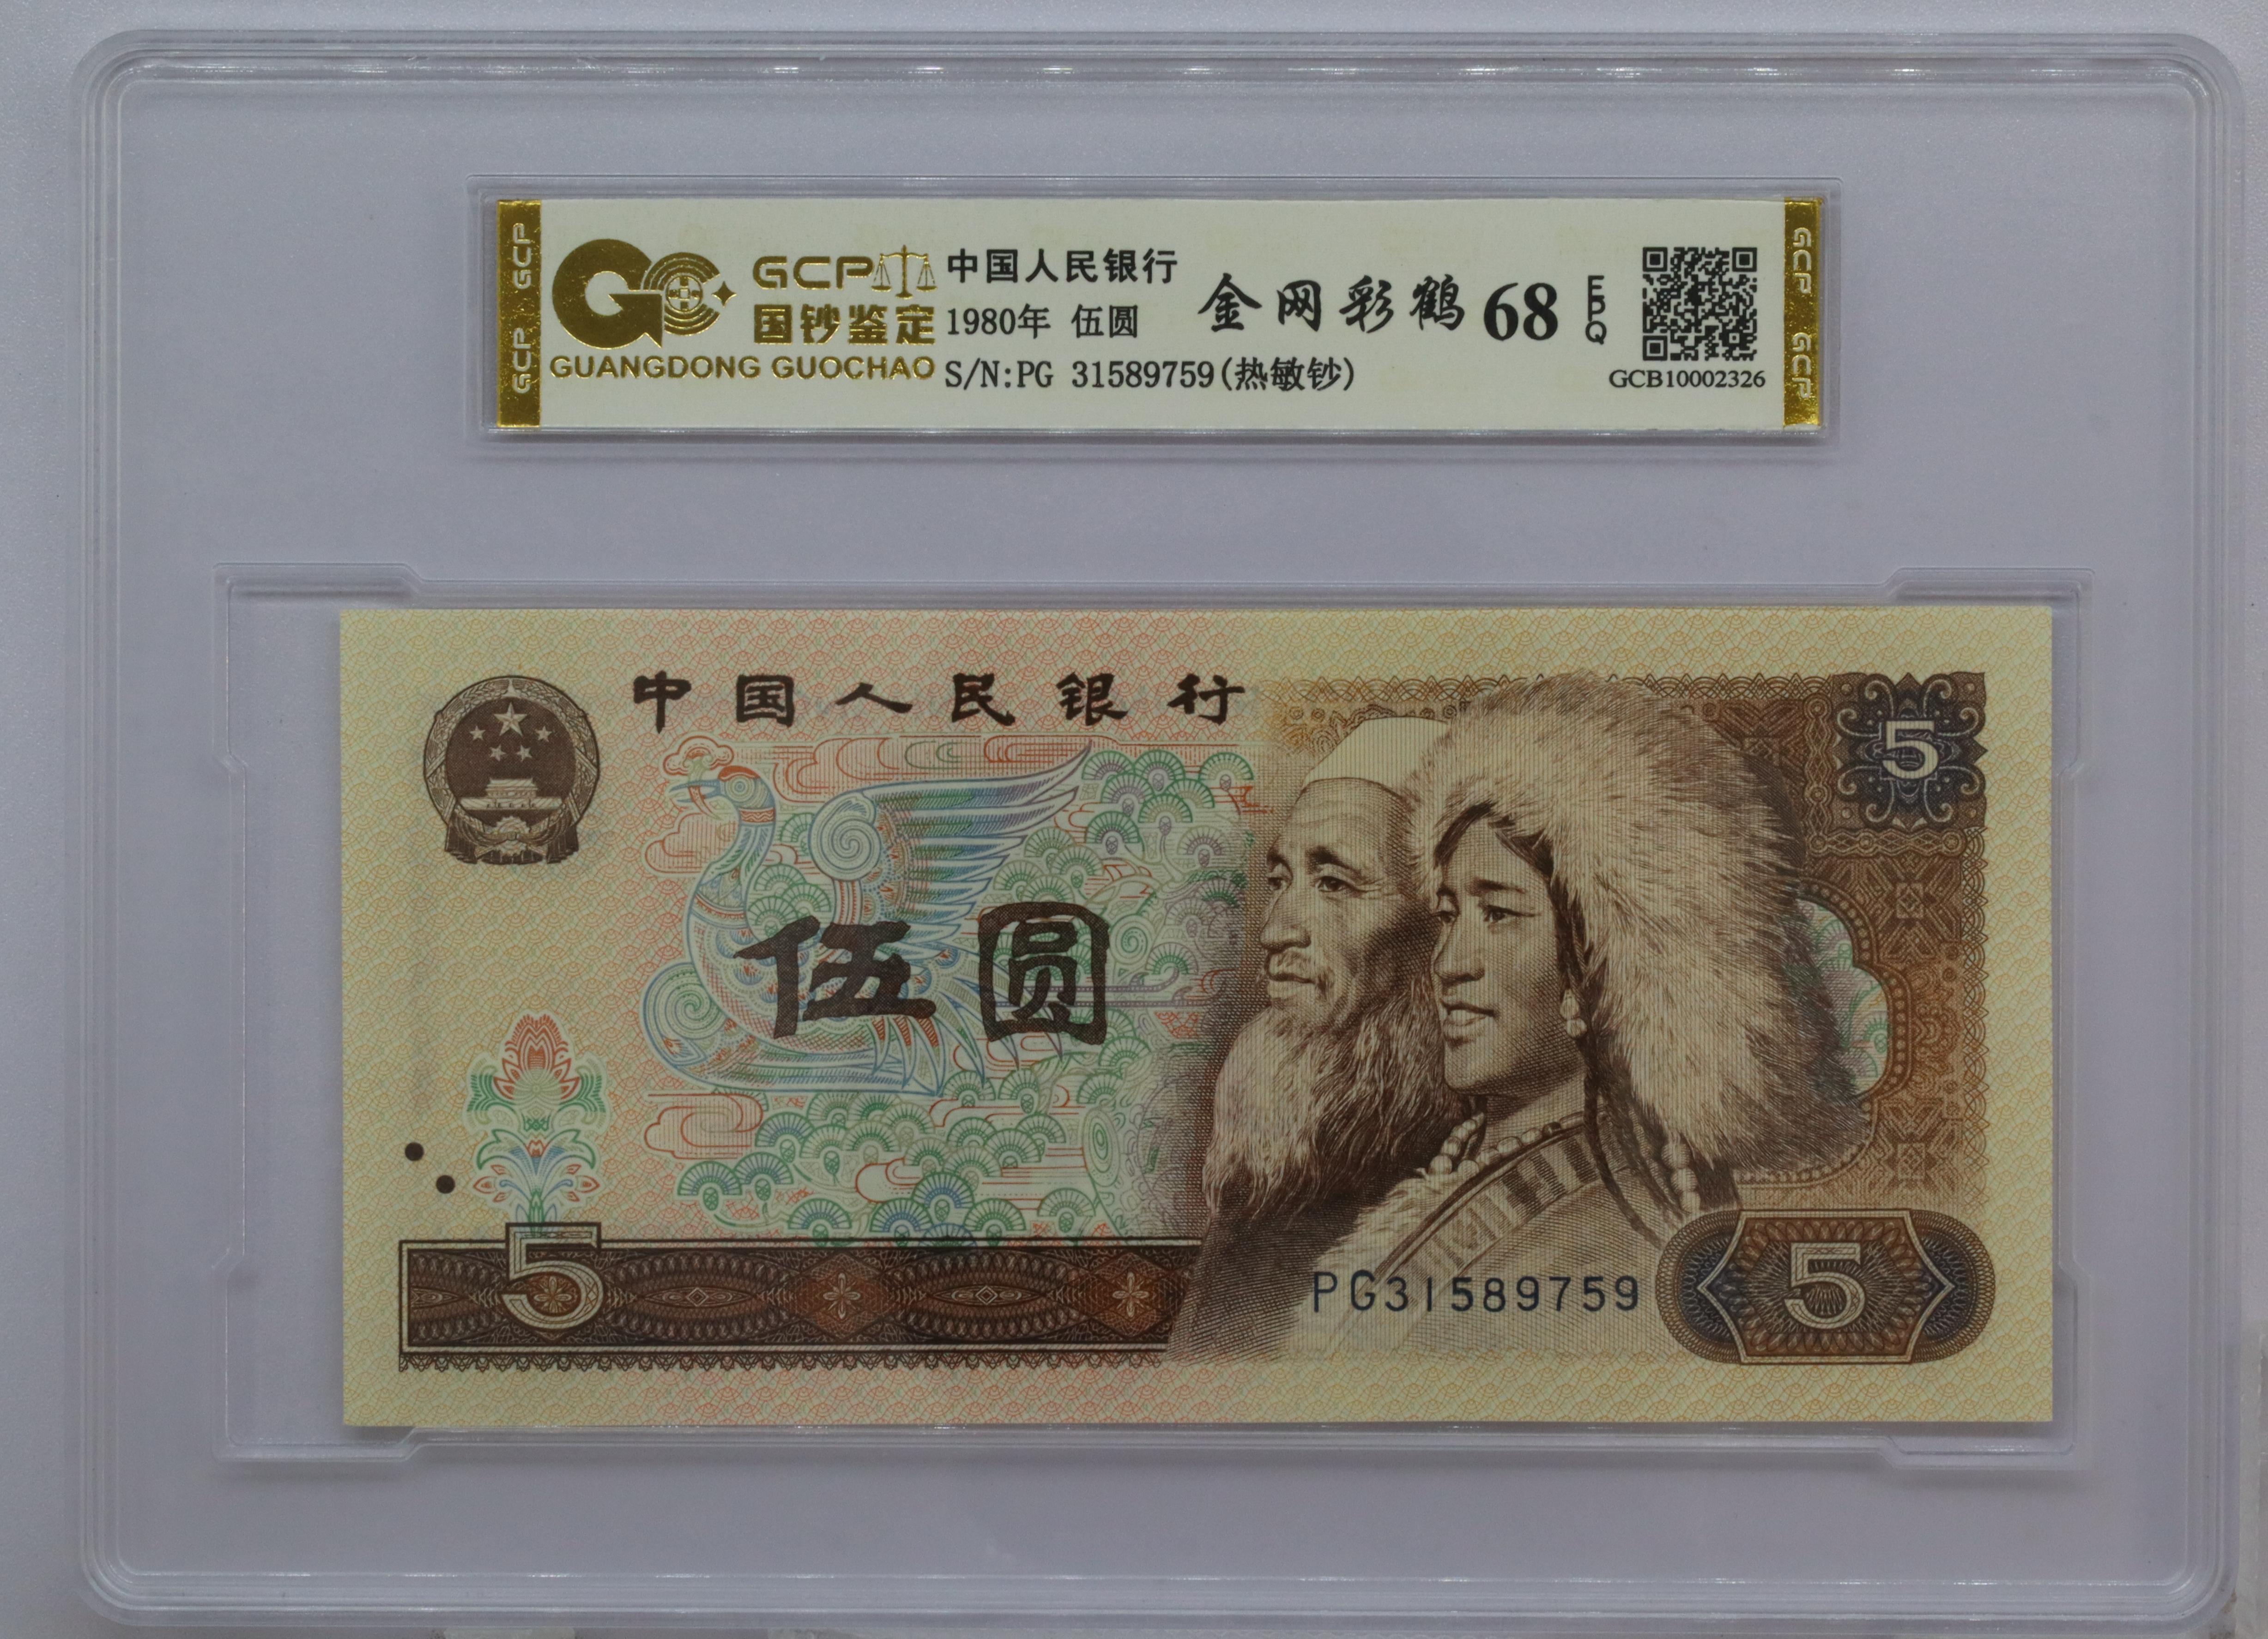 GCP GCP
GCP
国钞鉴定
GUANGDONG GUOCHAO
中国人民银行
1980年 伍圆
S/N:PG 31589759(热敏钞)
金网彩鹤 68 EPQ
GCB10002326
GCP GCP
中国人民银行
5
伍圆
5
PG31589759
5